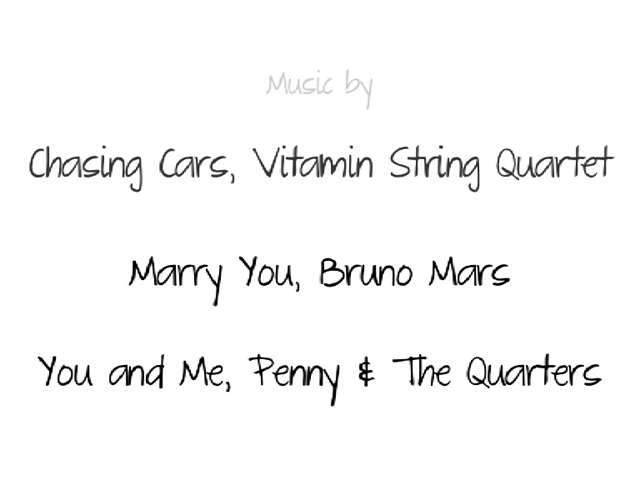 Music by
Chasing Cars, Vitamin String Quartet
Marry You, Bruno Mars
You and Me, Penny & The Quarters